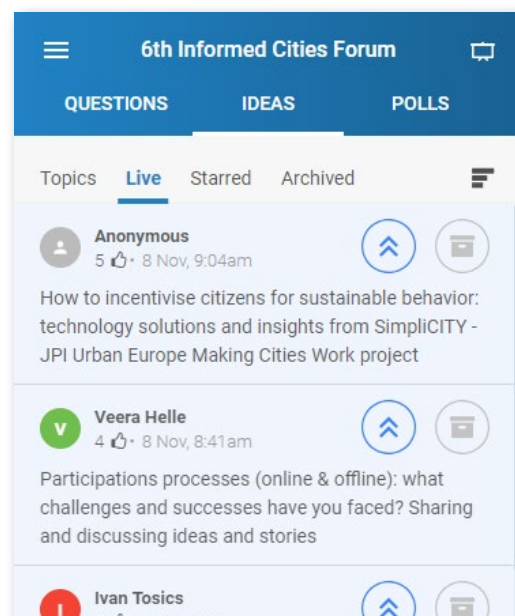 6th Informed Cities Forum
QUESTIONS IDEAS POLLS
Topics Live Starred Archived
Anonymous
5 · 8 Nov, 9:04am
How to incentivise citizens for sustainable behavior:
technology solutions and insights from SimpliCITY -
JPI Urban Europe Making Cities Work project
V
Veera Helle
4 · 8 Nov, 8:41am
Participations processes (online & offline): what
challenges and successes have you faced? Sharing
and discussing ideas and stories
I
Ivan Tosics